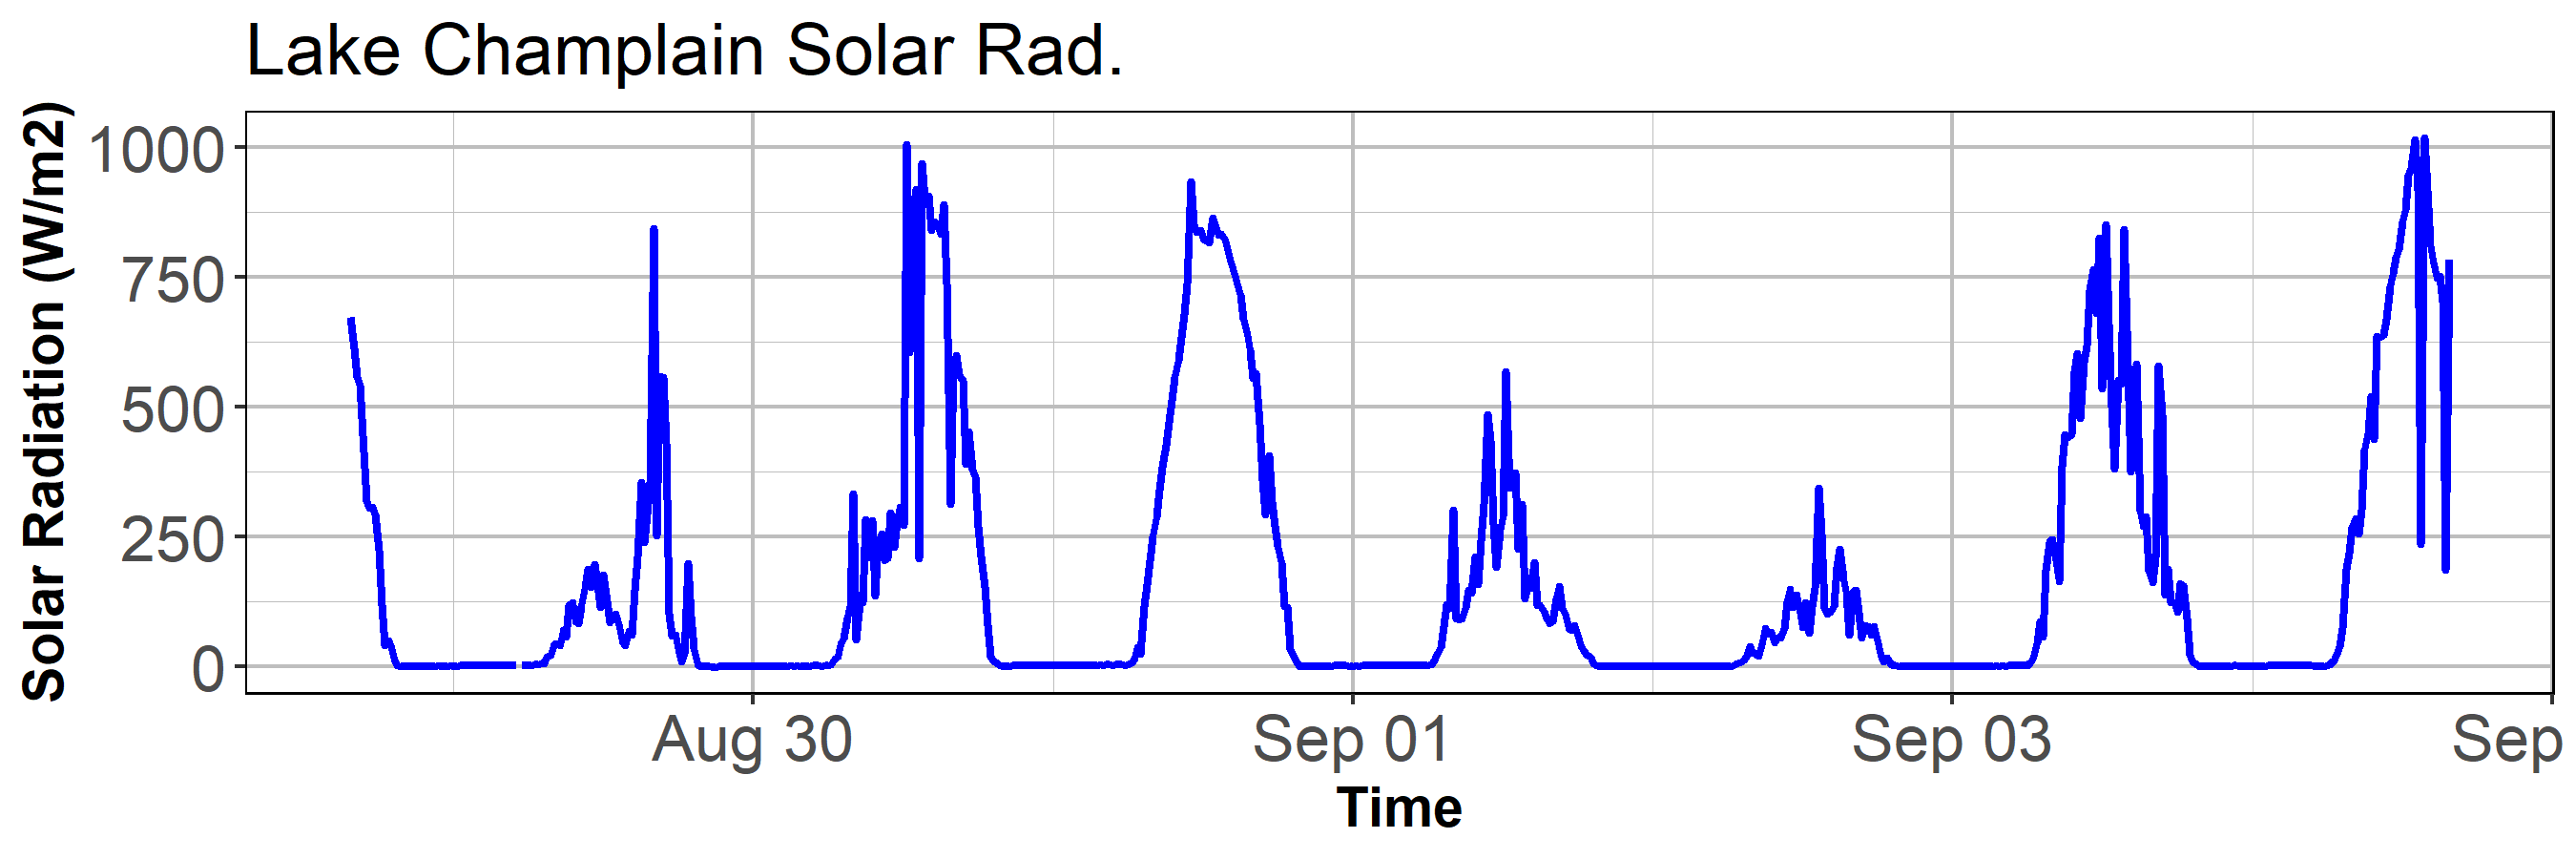 Lake Champlain Solar Rad.
Solar Radiation (W/m2)
1000
750
500
250
0
Aug 30
Sep 01
Sep 03
Sep
Time